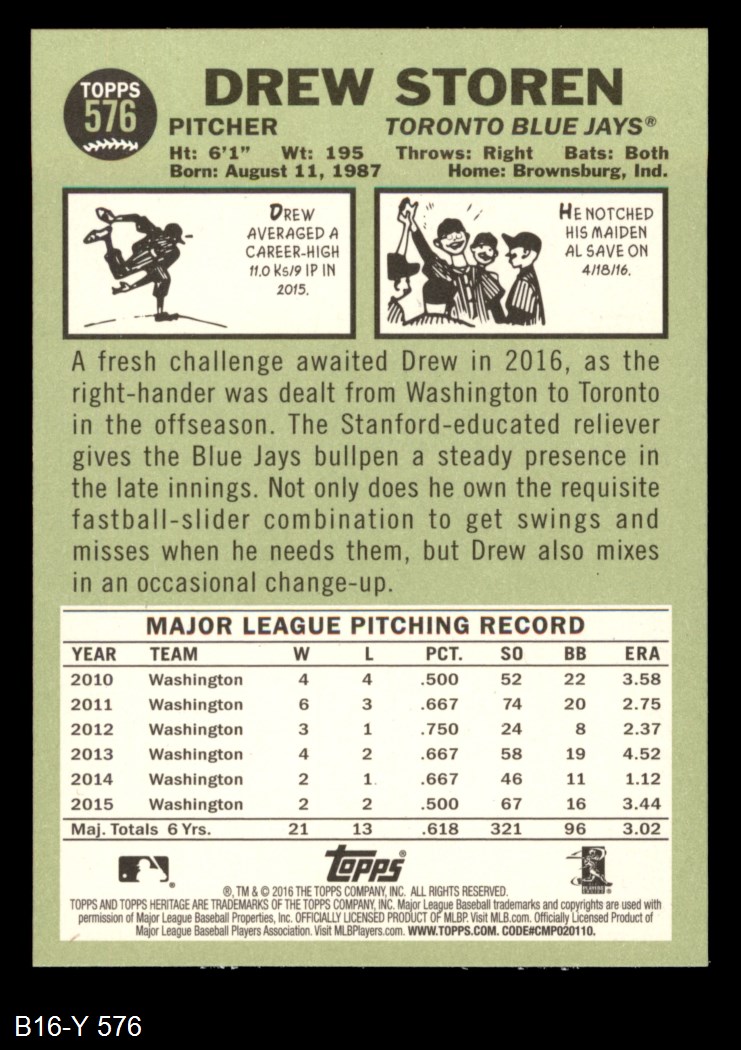 TOPPS
576
DREW STOREN
PITCHER TORONTO BLUE JAYS®
Ht: 6'1" Wt: 195 Throws: Right Bats: Both
Born: August 11, 1987 Home: Brownsburg, Ind.
DREW
AVERAGED A
CAREER-HIGH
11.0 Ks/9 IP IN
2015.
HE NOTCHED
HIS MAIDEN
AL SAVE ON
4/18/16.
A fresh challenge awaited Drew in 2016, as the
right-hander was dealt from Washington to Toronto
in the offseason. The Stanford-educated reliever
gives the Blue Jays bullpen a steady presence in
the late innings. Not only does he own the requisite
fastball-slider combination to get swings and
misses when he needs them, but Drew also mixes
in an occasional change-up.
MAJOR LEAGUE PITCHING RECORD
YEAR TEAM W L PCT. SO BB ERA
2010 Washington 4 4 .500 52 22 3.58
2011 Washington 6 3 .667 74 20 2.75
2012 Washington 3 1 .750 24 8 2.37
2013 Washington 4 2 .667 58 19 4.52
2014 Washington 2 1 .667 46 11 1.12
2015 Washington 2 2 .500 67 16 3.44
Maj. Totals 6 Yrs. 21 13 .618 321 96 3.02
topps®
®, TM & © 2016 THE TOPPS COMPANY, INC. ALL RIGHTS RESERVED.
TOPPS AND TOPPS HERITAGE ARE TRADEMARKS OF THE TOPPS COMPANY, INC. Major League Baseball trademarks and copyrights are used with
permission of Major League Baseball Properties, Inc. OFFICIALLY LICENSED PRODUCT OF MLBP. Visit MLB.com. Officially Licensed Product of
Major League Baseball Players Association. Visit MLBPlayers.com. WWW.TOPPS.COM. CODE#CMP020110.
B16-Y 576